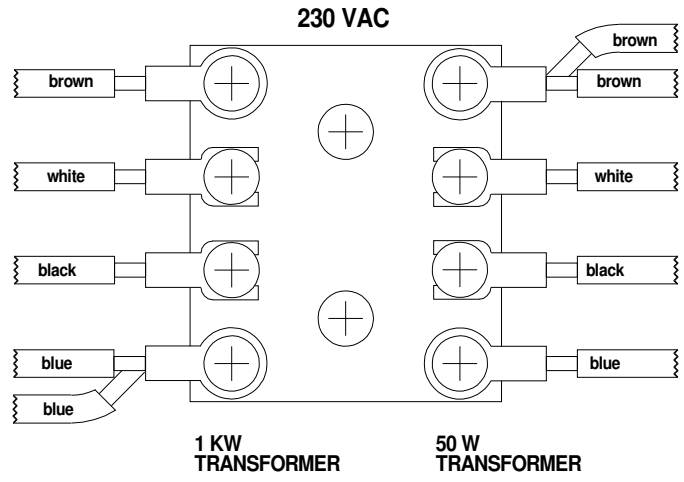 230 VAC
brown
brown
brown
white
white
black
black
blue
blue
blue
1 KW
TRANSFORMER
50 W
TRANSFORMER